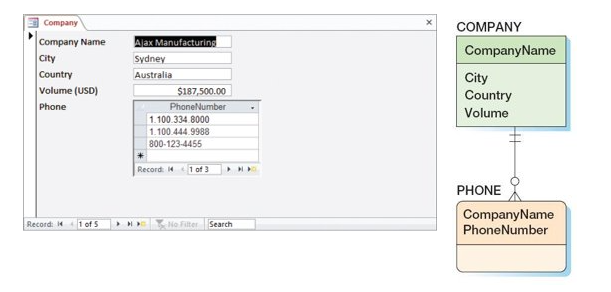 Company
Company Name Ajax Manufacturing
City Sydney
Country Australia
Volume (USD) $187,500.00
Phone PhoneNumber
1.100.334.8000
1.100.444.9988
800-123-4455
Record: 1 of 3
Record: 1 of 5 No Filter Search
COMPANY
CompanyName
City
Country
Volume
PHONE
CompanyName
PhoneNumber